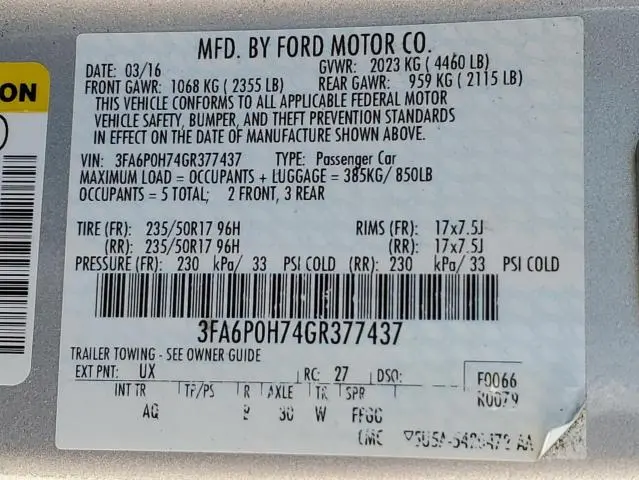 ON
MFD. BY FORD MOTOR CO.
DATE: 03/16 GVWR: 2023 KG ( 4460 LB)
FRONT GAWR: 1068 KG ( 2355 LB) REAR GAWR: 959 KG ( 2115 LB)
THIS VEHICLE CONFORMS TO ALL APPLICABLE FEDERAL MOTOR
VEHICLE SAFETY, BUMPER, AND THEFT PREVENTION STANDARDS
IN EFFECT ON THE DATE OF MANUFACTURE SHOWN ABOVE.
VIN: 3FA6P0H74GR377437 TYPE: Passenger Car
MAXIMUM LOAD = OCCUPANTS + LUGGAGE = 385KG/ 850LB
OCCUPANTS = 5 TOTAL; 2 FRONT, 3 REAR
TIRE (FR): 235/50R17 96H RIMS (FR): 17x7.5J
(RR): 235/50R17 96H (RR): 17x7.5J
PRESSURE (FR): 230 kPa/ 33 PSI COLD (RR): 230 kPa/ 33 PSI COLD
3FA6P0H74GR377437
TRAILER TOWING - SEE OWNER GUIDE
EXT PNT: UX RC: 27 DSO: F0066
INT TR TP/PS R AXLE TR SPR R0079
AQ W